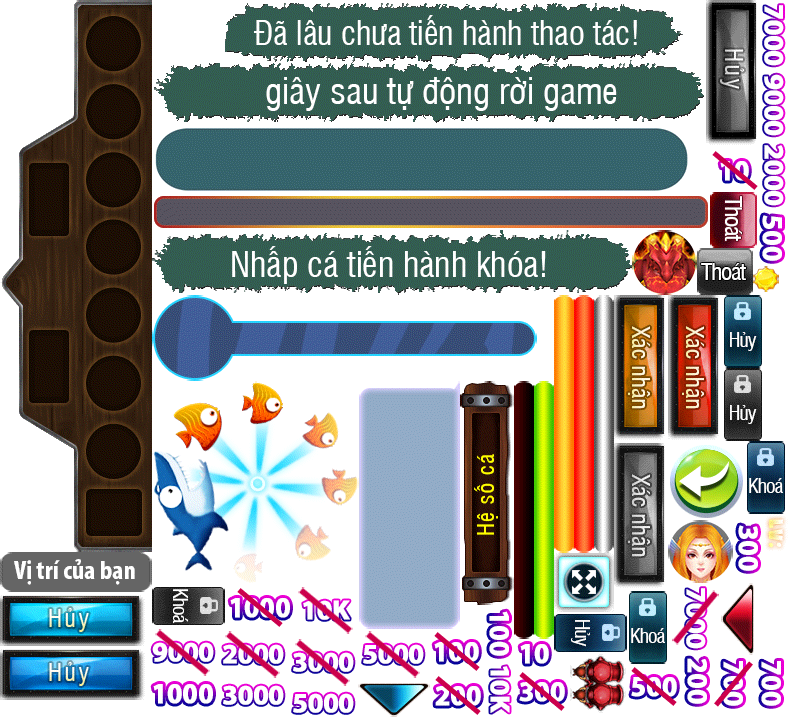 Đã lâu chưa tiến hành thao tác!
giây sau tự động rời game
Nhấp cá tiến hành khóa!
Hủy
7000
9000
2000
500
10
Thoát
Thoát
Xác nhận
Xác nhận
Hủy
Hủy
Hệ số cá
Xác nhận
Khoá
300
Vị trí của bạn
Hủy
Hủy
Khoá
1000
10K
9000
2000
3000
5000
100
100
10K
10
Hủy
Khoá
7000
200
700
700
1000
3000
5000
200
300
500